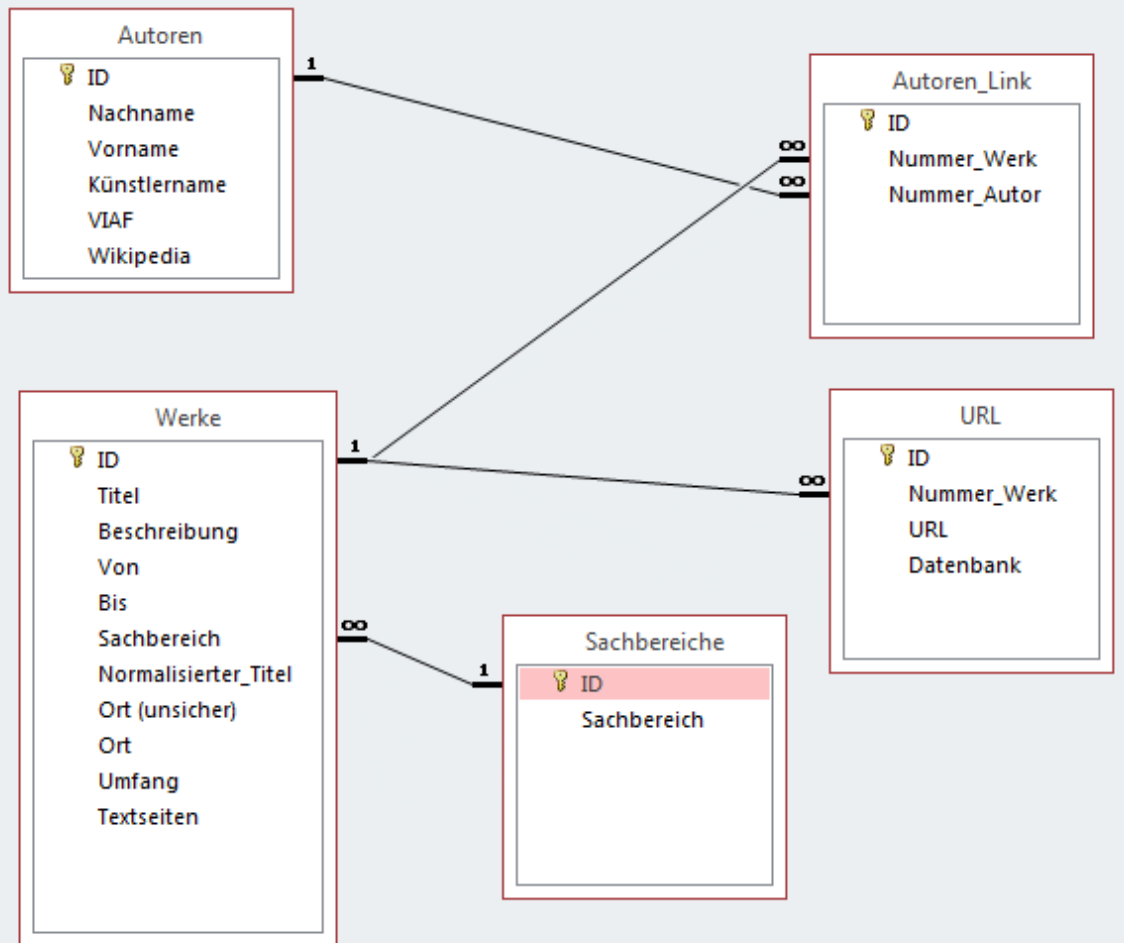 Autoren
1
ID
Nachname
Vorname
Künstlername
VIAF
Wikipedia
Autoren_Link
ID
∞
Nummer_Werk
∞
Nummer_Autor
Werke
1
ID
Titel
Beschreibung
Von
Bis
∞
Sachbereich
Normalisierter_Titel
Ort (unsicher)
Ort
Umfang
Textseiten
URL
ID
∞
Nummer_Werk
URL
Datenbank
Sachbereiche
1
ID
Sachbereich